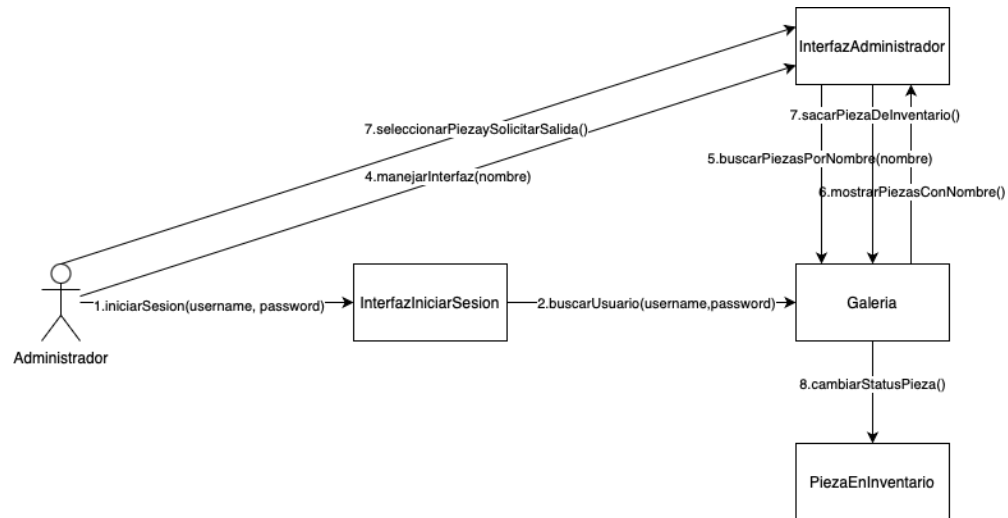 InterfazAdministrador
7.sacarPiezaDeInventario()
7.seleccionarPiezaySolicitarSalida()
5.buscarPiezasPorNombre(nombre)
4.manejarInterfaz(nombre)
6.mostrarPiezasConNombre()
1.iniciarSesion(username, password)
InterfazIniciarSesion
2.buscarUsuario(username,password)
Galeria
Administrador
8.cambiarStatusPieza()
PiezaEnInventario